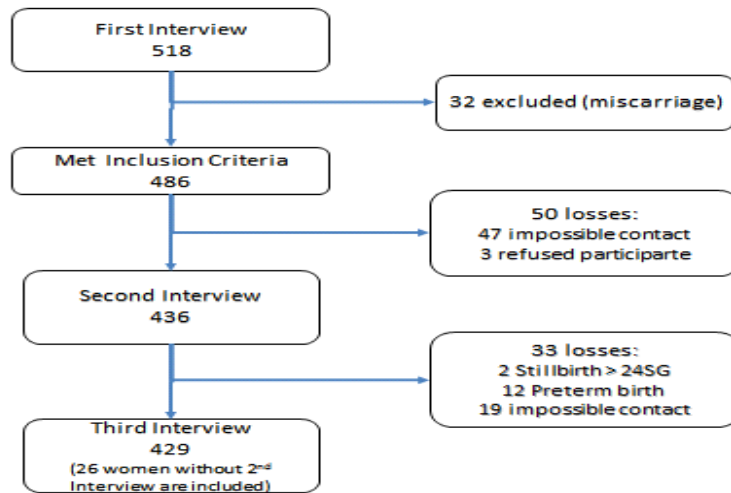 First Interview
518
32 excluded (miscarriage)
Met Inclusion Criteria
486
50 losses:
47 impossible contact
3 refused participarte
Second Interview
436
33 losses:
2 Stillbirth > 24SG
12 Preterm birth
19 impossible contact
Third Interview
429
(26 women without 2nd
Interview are included)